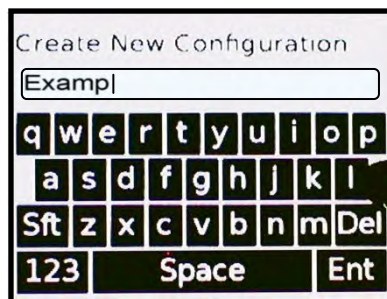 Create New Configuration
Examp
q w e r t y u i o p
a s d f g h j k l
Sft z x c v b n m Del
123 Space Ent